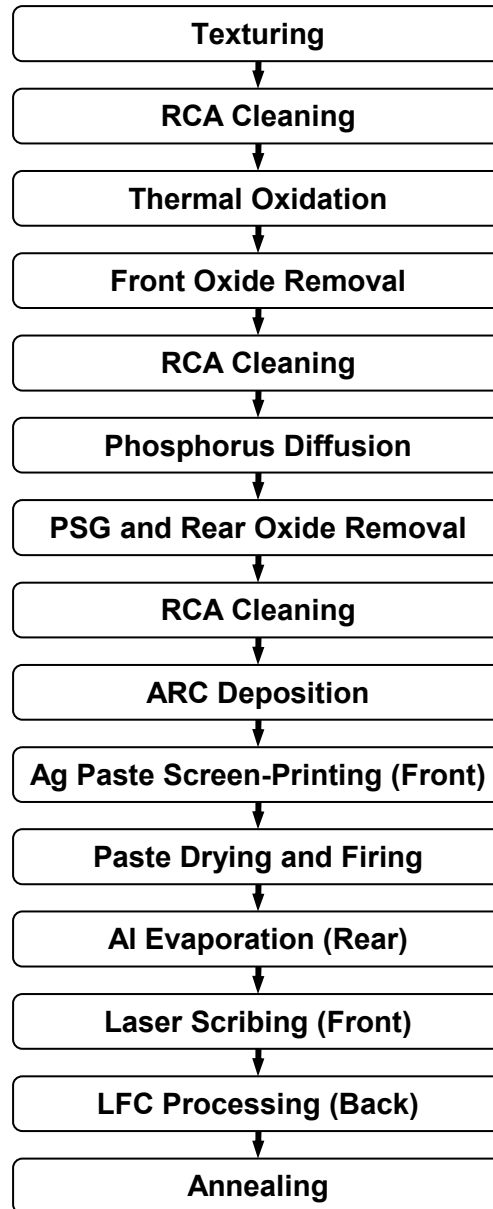 Texturing
RCA Cleaning
Thermal Oxidation
Front Oxide Removal
RCA Cleaning
Phosphorus Diffusion
PSG and Rear Oxide Removal
RCA Cleaning
ARC Deposition
Ag Paste Screen-Printing (Front)
Paste Drying and Firing
Al Evaporation (Rear)
Laser Scribing (Front)
LFC Processing (Back)
Annealing